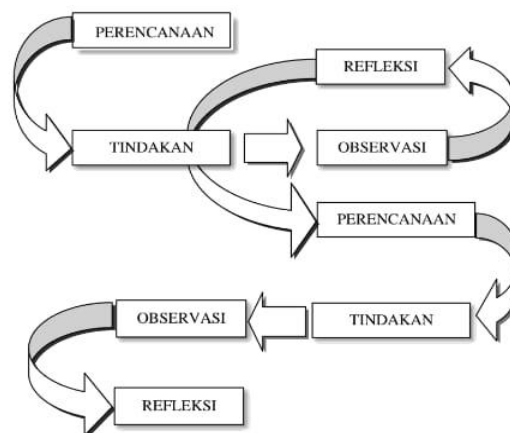 PERENCANAAN
TINDAKAN
OBSERVASI
REFLEKSI
PERENCANAAN
TINDAKAN
OBSERVASI
REFLEKSI